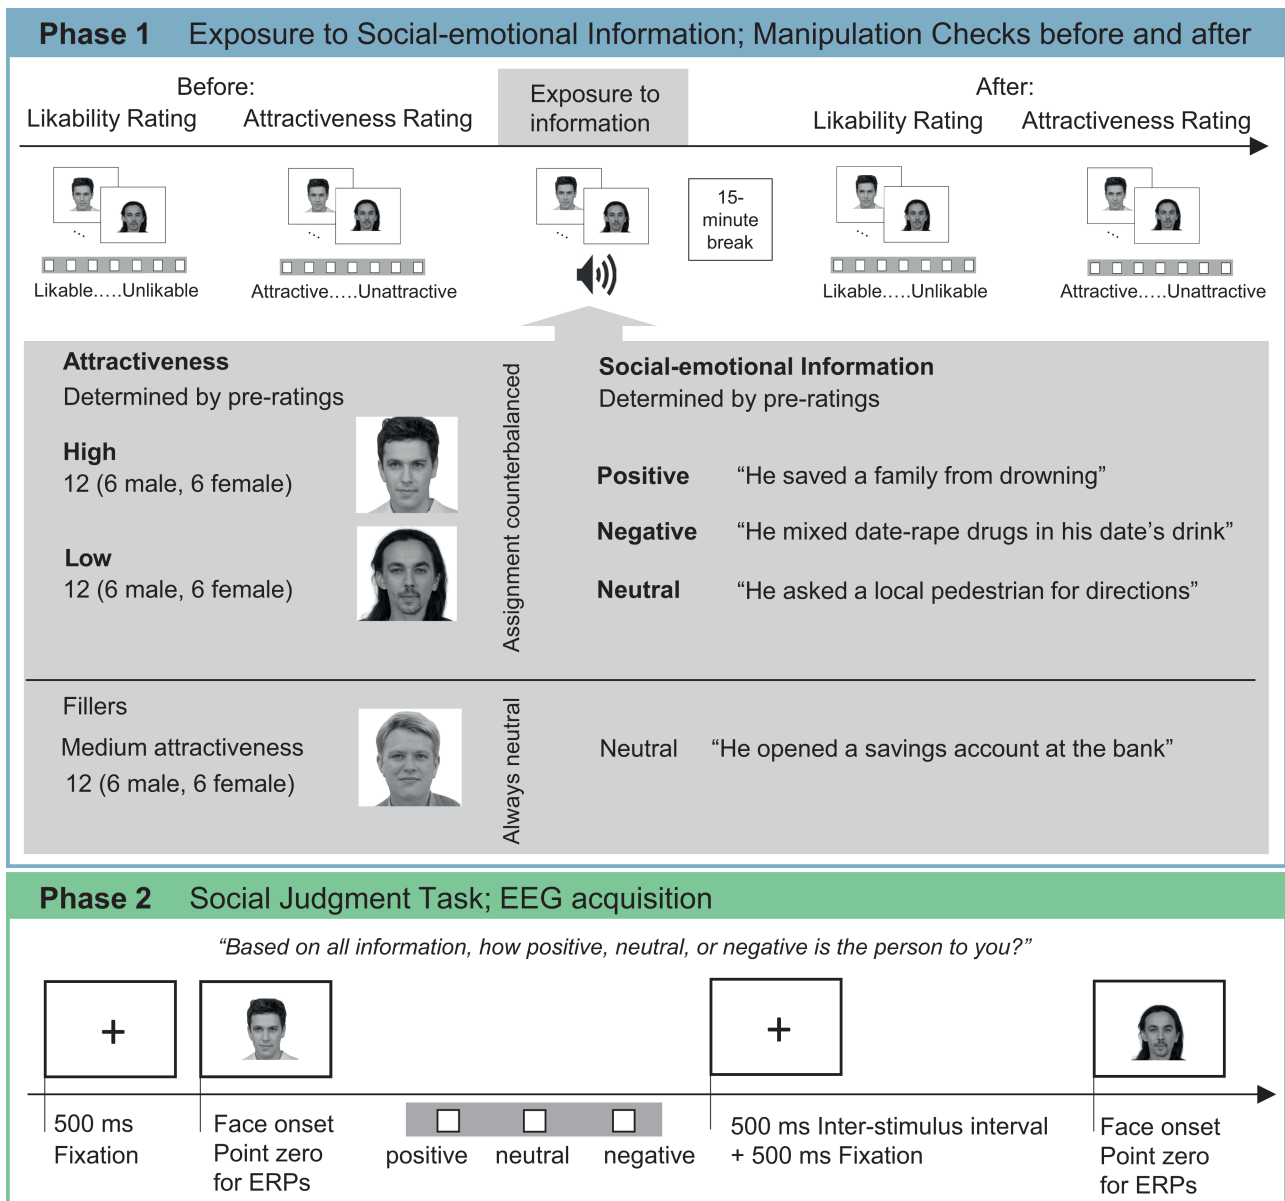 Phase 1 Exposure to Social-emotional Information; Manipulation Checks before and after
Before:
Likability Rating Attractiveness Rating
Exposure to
information
After:
Likability Rating Attractiveness Rating
...
Likable.....Unlikable
...
Attractive.....Unattractive
...
15-
minute
break
...
Likable.....Unlikable
...
Attractive.....Unattractive
Attractiveness
Determined by pre-ratings
High
12 (6 male, 6 female)
Low
12 (6 male, 6 female)
Assignment counterbalanced
Social-emotional Information
Determined by pre-ratings
Positive “He saved a family from drowning”
Negative “He mixed date-rape drugs in his date’s drink”
Neutral “He asked a local pedestrian for directions”
Fillers
Medium attractiveness
12 (6 male, 6 female)
Always neutral
Neutral “He opened a savings account at the bank”
Phase 2 Social Judgment Task; EEG acquisition
“Based on all information, how positive, neutral, or negative is the person to you?”
+
+
500 ms
Fixation
Face onset
Point zero
for ERPs
positive neutral negative
500 ms Inter-stimulus interval
+ 500 ms Fixation
Face onset
Point zero
for ERPs